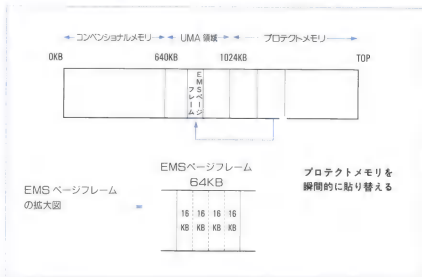 コンベンショナルメモリ UMA 領域 プロテクトメモリ
0KB 640KB 1024KB TOP
EMSページ
フレーム
EMSページフレーム
64KB
EMS ページフレーム
の拡大図
=
16 16 16 16
KB KB KB KB
プロテクトメモリを
瞬間的に貼り替える